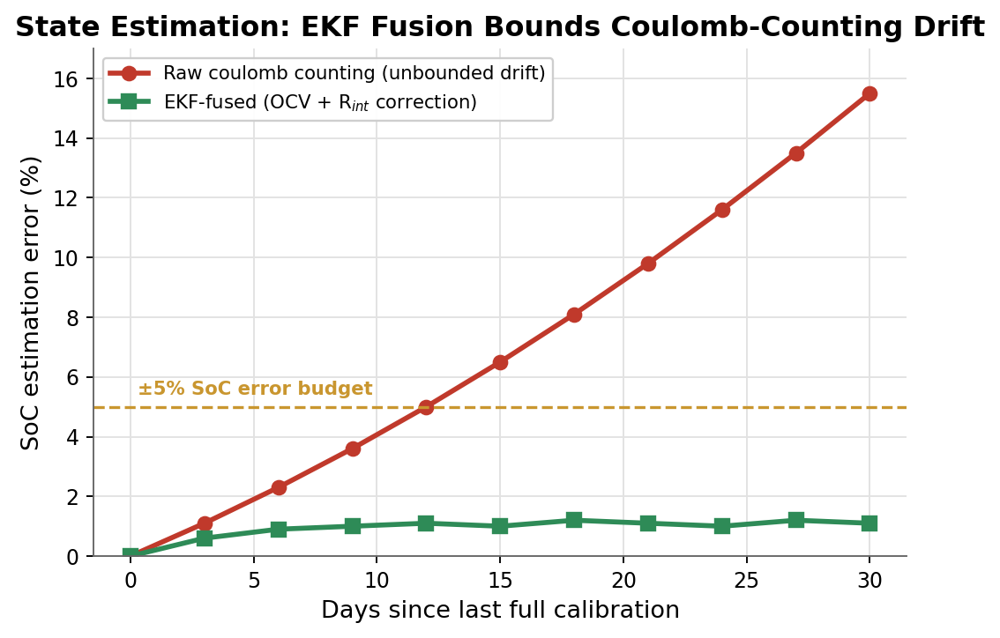 State Estimation: EKF Fusion Bounds Coulomb-Counting Drift
Raw coulomb counting (unbounded drift)
EKF-fused (OCV + R_int correction)
±5% SoC error budget
SoC estimation error (%)
16
14
12
10
8
6
4
2
0
0 5 10 15 20 25 30
Days since last full calibration